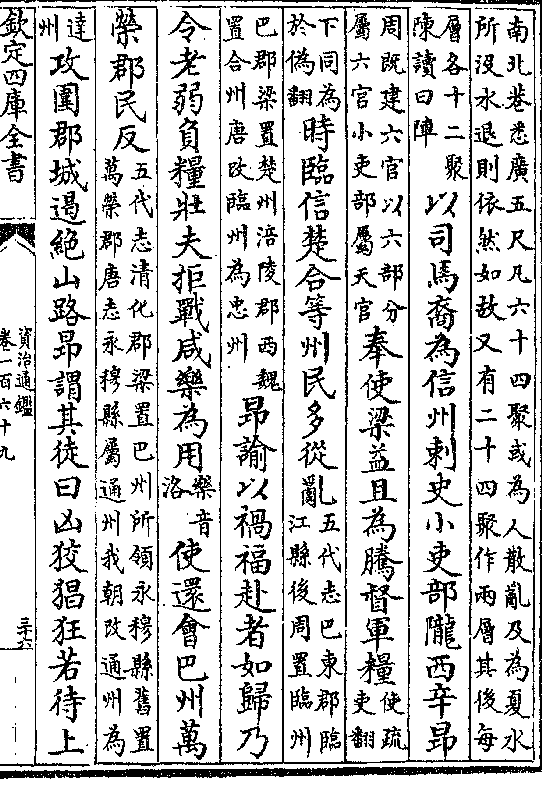 南北巷悉廣五尺凡六十四聚或為人散亂及為夏水
所沒水退則依然如故又有二十四聚作兩層其後每
層各十二聚
陳讀曰陣
以司馬裔為信州刺史小吏部隴西辛昂
周既建六官以六部分
屬六官小吏部屬天官
奉使梁益且為騰督軍糧
使疏
吏翻
下同為
於偽翻
時臨信楚合等州民多從亂
五代志巴東郡臨
江縣後周置臨州
巴郡梁置楚州涪陵郡西魏
置合州唐改臨州為忠州
昂諭以禍福赴者如歸乃
令老弱負糧壯夫拒戰咸樂為用
樂音
洛
使還會巴州萬
榮郡民反
五代志清化郡梁置巴州所領永穆縣舊置
萬榮郡唐志永穆縣屬通州我朝改通州為
達
州
攻圍郡城遏絶山路昂謂其徒曰凶狡猖狂若待上
欽定四庫全書
資治通鑑
卷一百六十九
三十六